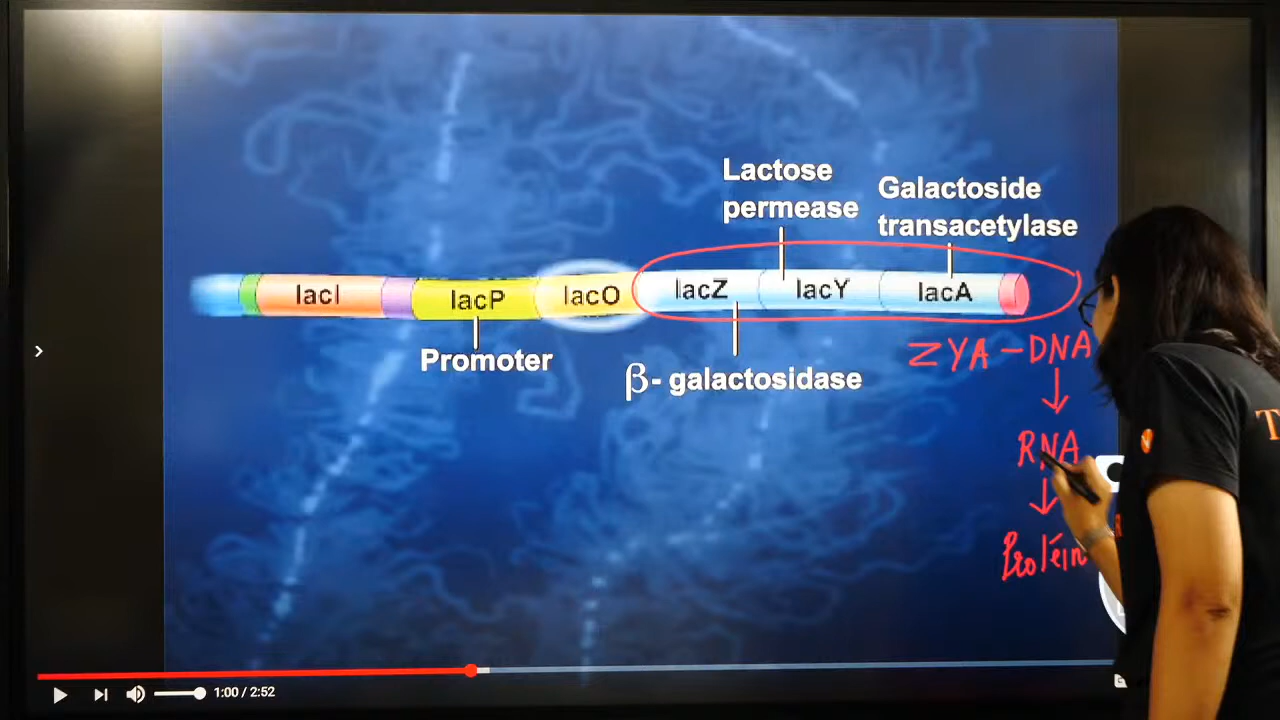 Lactose
permease
Galactoside
transacetylase
lacI
lacP
lacO
lacZ
lacY
lacA
Promoter
β- galactosidase
ZYA - DNA
RNA
Protein
1:00 / 2:52